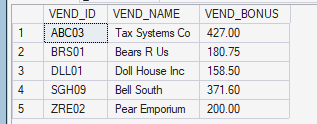 VEND_ID VEND_NAME VEND_BONUS
1 ABC03 Tax Systems Co 427.00
2 BRS01 Bears R Us 180.75
3 DLL01 Doll House Inc 158.50
4 SGH09 Bell South 371.60
5 ZRE02 Pear Emporium 200.00